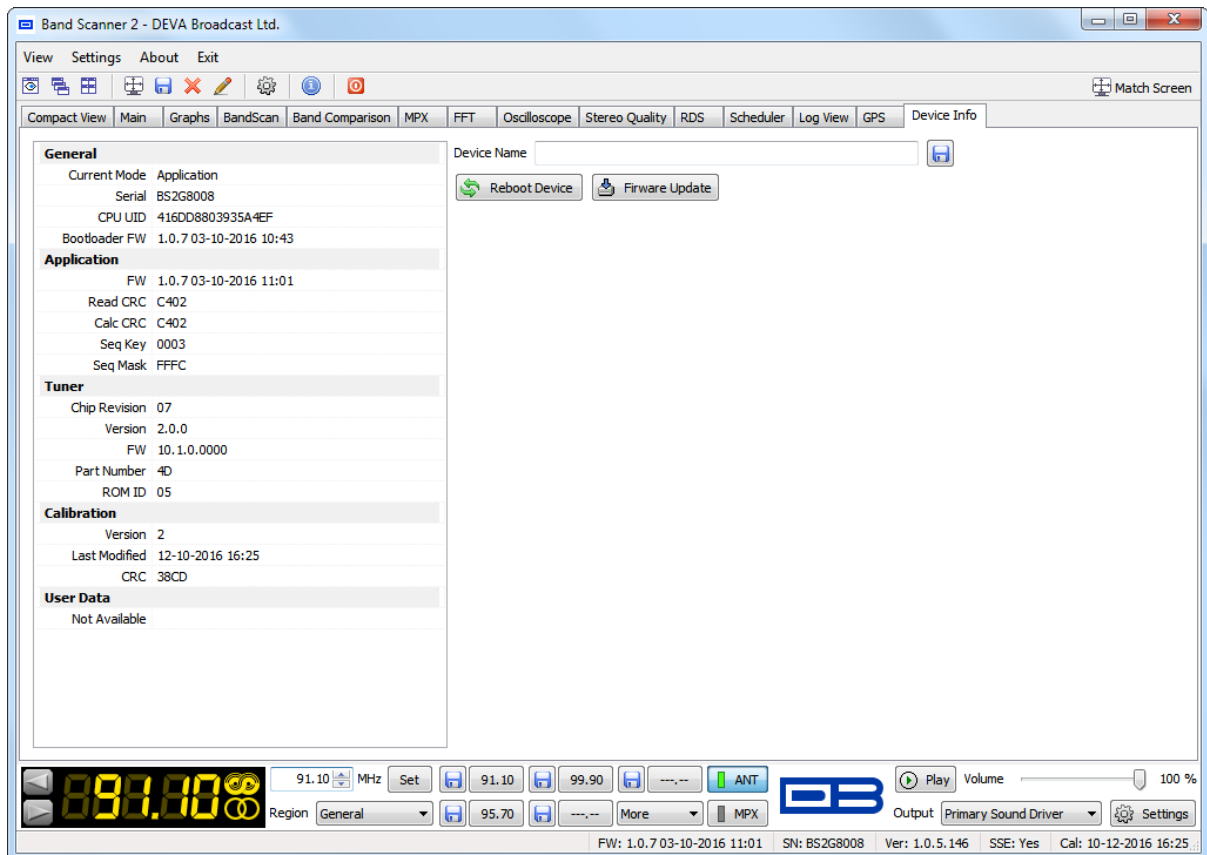 Band Scanner 2 - DEVA Broadcast Ltd.
View Settings About Exit
Match Screen
Compact View Main Graphs BandScan Band Comparison MPX FFT Oscilloscope Stereo Quality RDS Scheduler Log View GPS Device Info
General
Current Mode Application
Serial BS2G8008
CPU UID 416DD8803935A4EF
Bootloader FW 1.0.7 03-10-2016 10:43
Application
FW 1.0.7 03-10-2016 11:01
Read CRC C402
Calc CRC C402
Seq Key 0003
Seq Mask FFFC
Tuner
Chip Revision 07
Version 2.0.0
FW 10.1.0.0000
Part Number 4D
ROM ID 05
Calibration
Version 2
Last Modified 12-10-2016 16:25
CRC 38CD
User Data
Not Available
Device Name
Reboot Device Firware Update
91.10
91.10 MHz Set 91.10 99.90 ---.-- ANT
Region General 95.70 ---.-- More MPX
DB
Play Volume 100 %
Output Primary Sound Driver Settings
FW: 1.0.7 03-10-2016 11:01 SN: BS2G8008 Ver: 1.0.5.146 SSE: Yes Cal: 10-12-2016 16:25